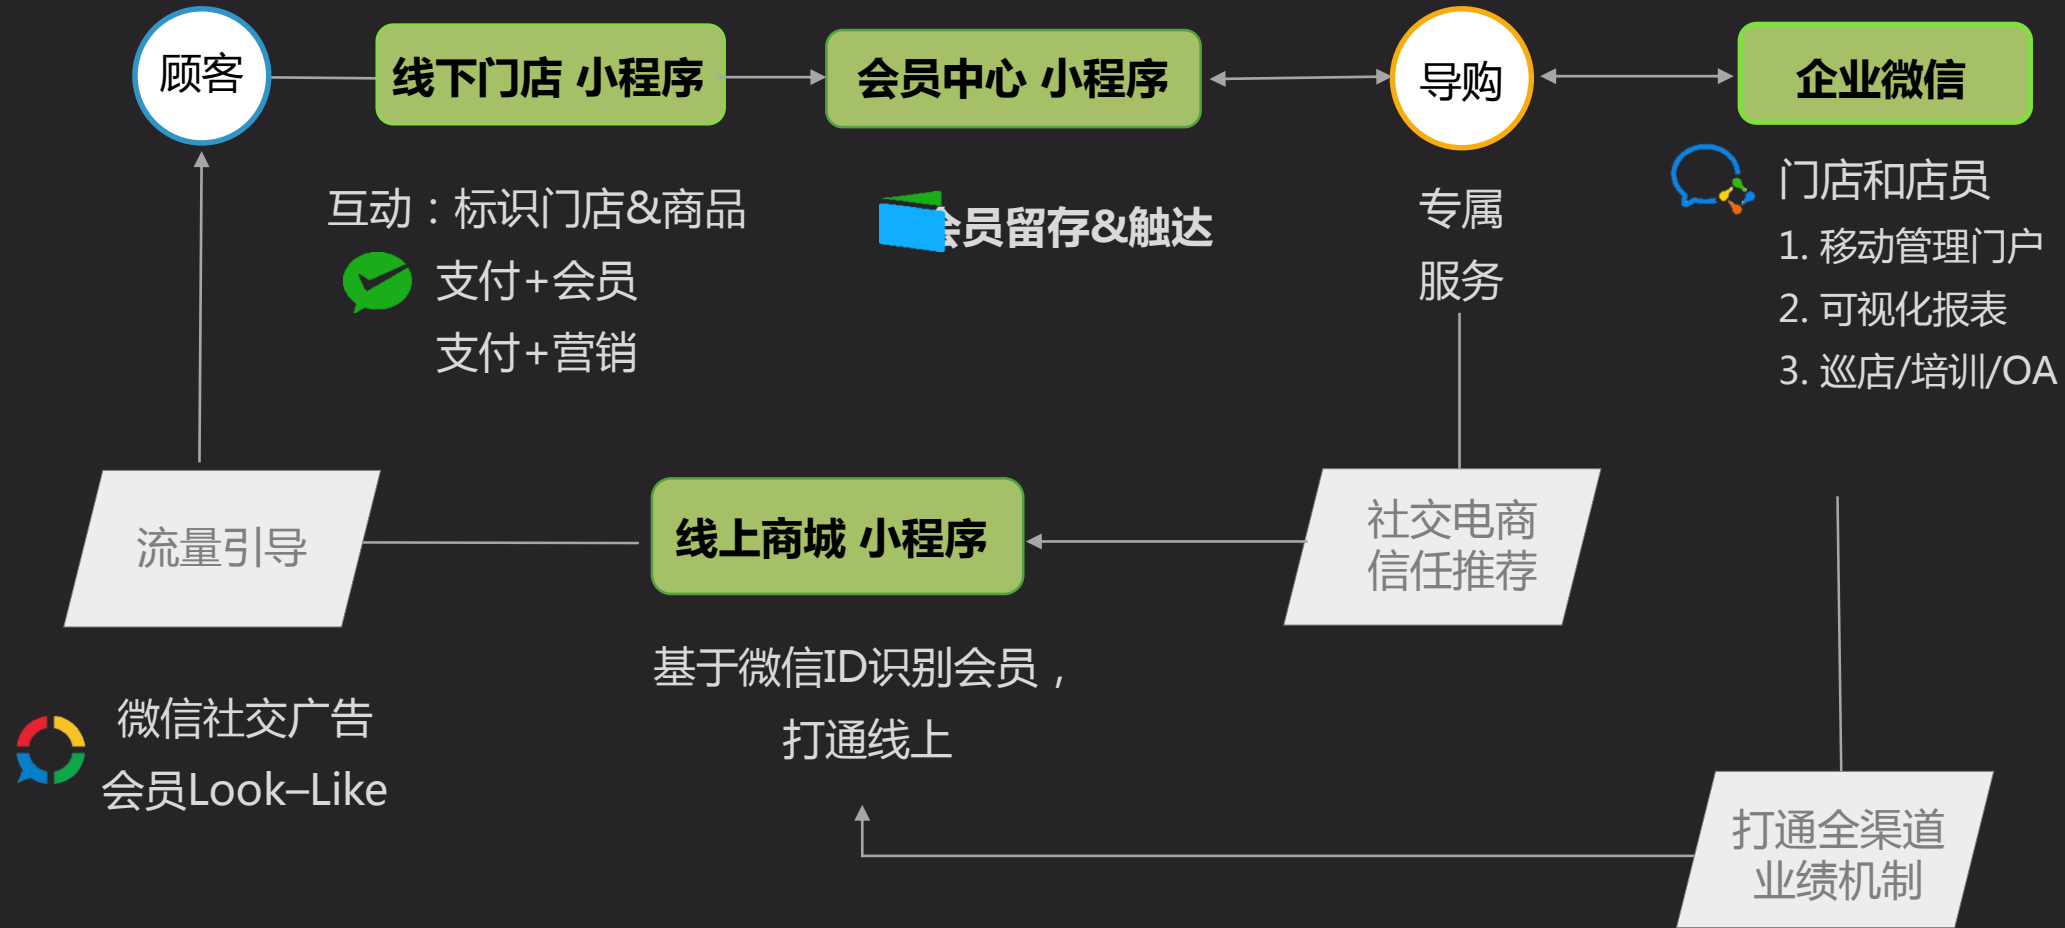 顾客
线下门店 小程序
会员中心 小程序
导购
企业微信
互动：标识门店&商品
支付+会员
支付+营销
会员留存&触达
专属
服务
门店和店员
1. 移动管理门户
2. 可视化报表
3. 巡店/培训/OA
流量引导
线上商城 小程序
社交电商
信任推荐
基于微信ID识别会员，
打通线上
微信社交广告
会员Look–Like
打通全渠道
业绩机制